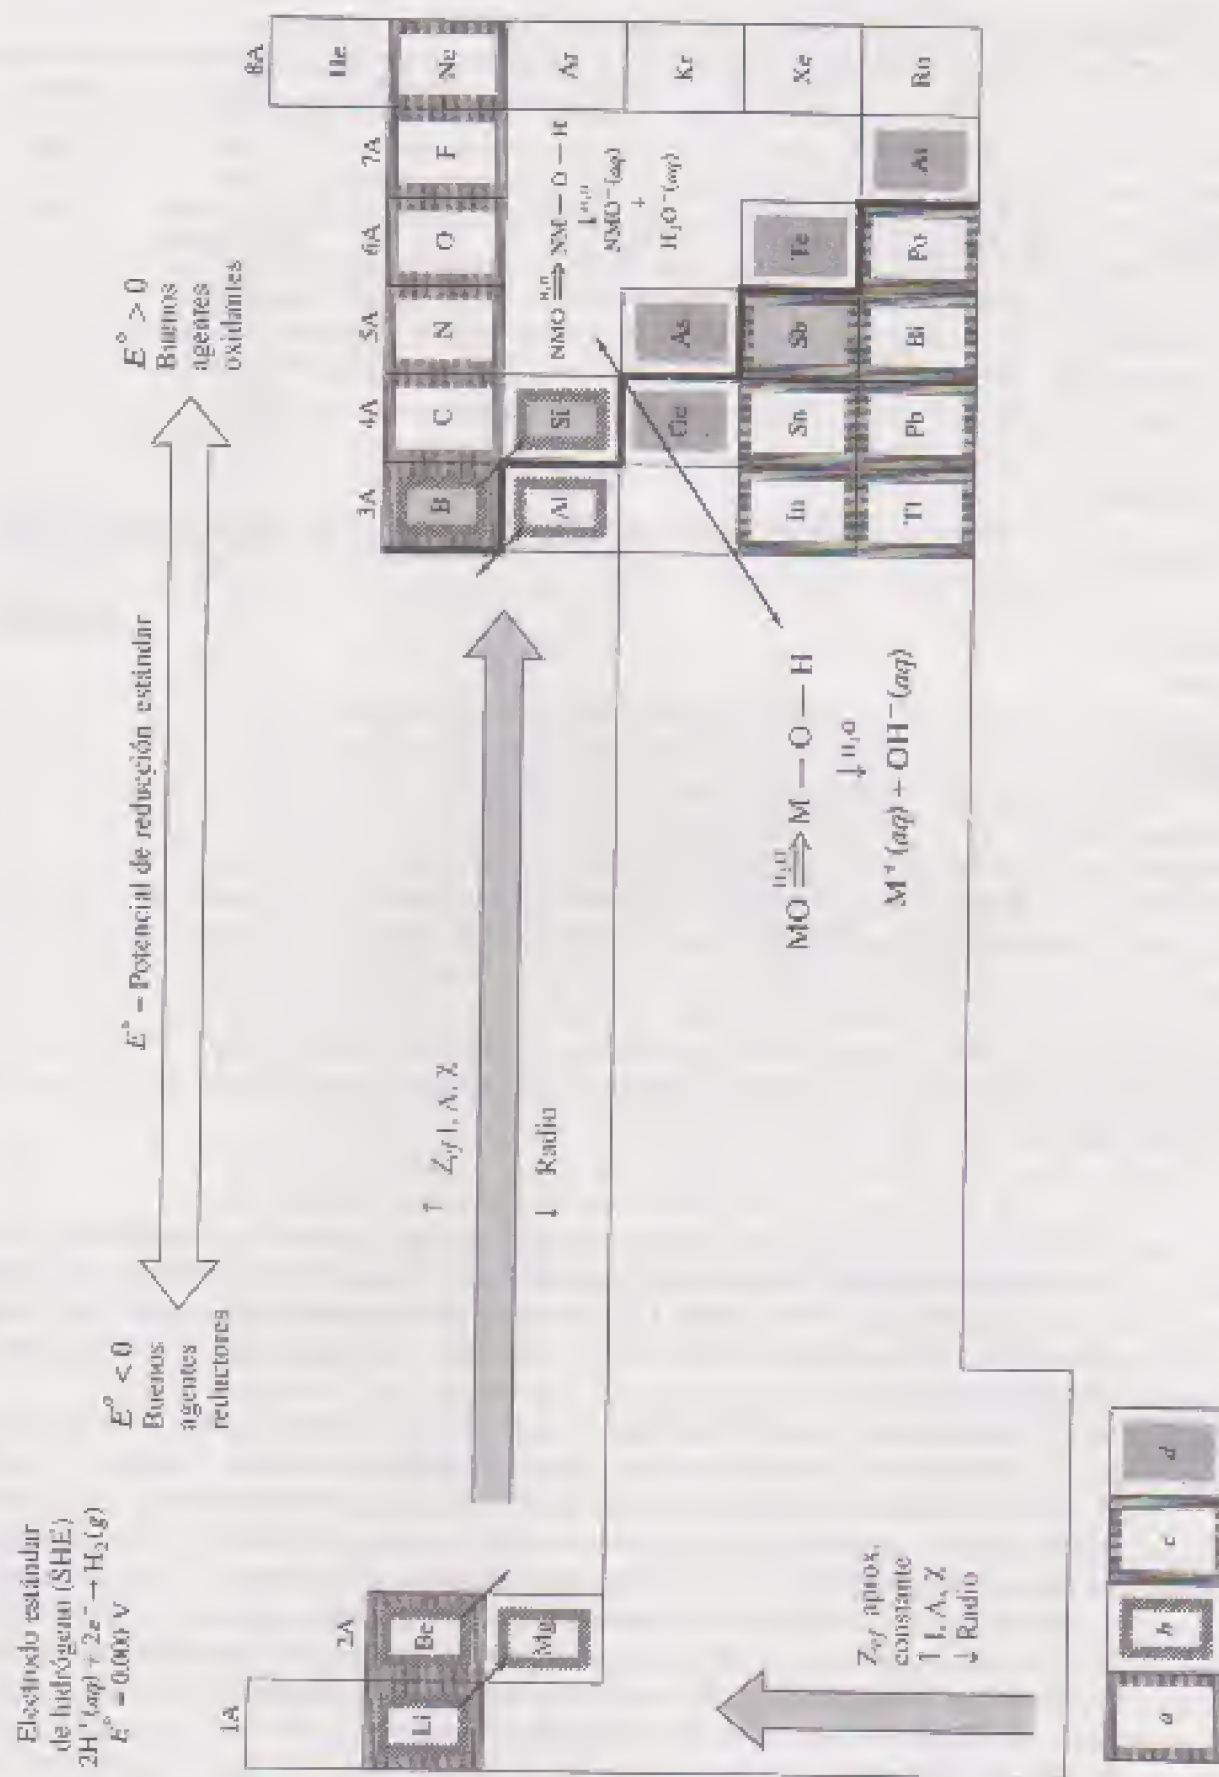 Electrodo estándar
de hidrógeno (SHE)
2H⁺(aq) + 2e⁻ → H₂(g)
E° = 0.000 V
E° < 0
Buenos
agentes
reductores
E° – Potencial de reducción estándar
E° > 0
Buenos
agentes
oxidantes
1A
2A
3A
4A
5A
6A
7A
8A
He
Li
Be
B
C
N
O
F
Ne
Mg
Al
Si
Ar
Ge
As
Kr
In
Sn
Sb
Te
Xe
Tl
Pb
Bi
Po
At
Rn
↑ Z_ef I, A, χ
↓ Radio
NMO ⇌ NM — O — H
↓ H₂O
NMO⁻(aq)
+
H₃O⁺(aq)
MO ⇌ M — O — H
↓ H₂O
M⁺(aq) + OH⁻(aq)
Z_ef aprox.
constante
↑ I, A, χ
↓ Radio
a
b
c
d